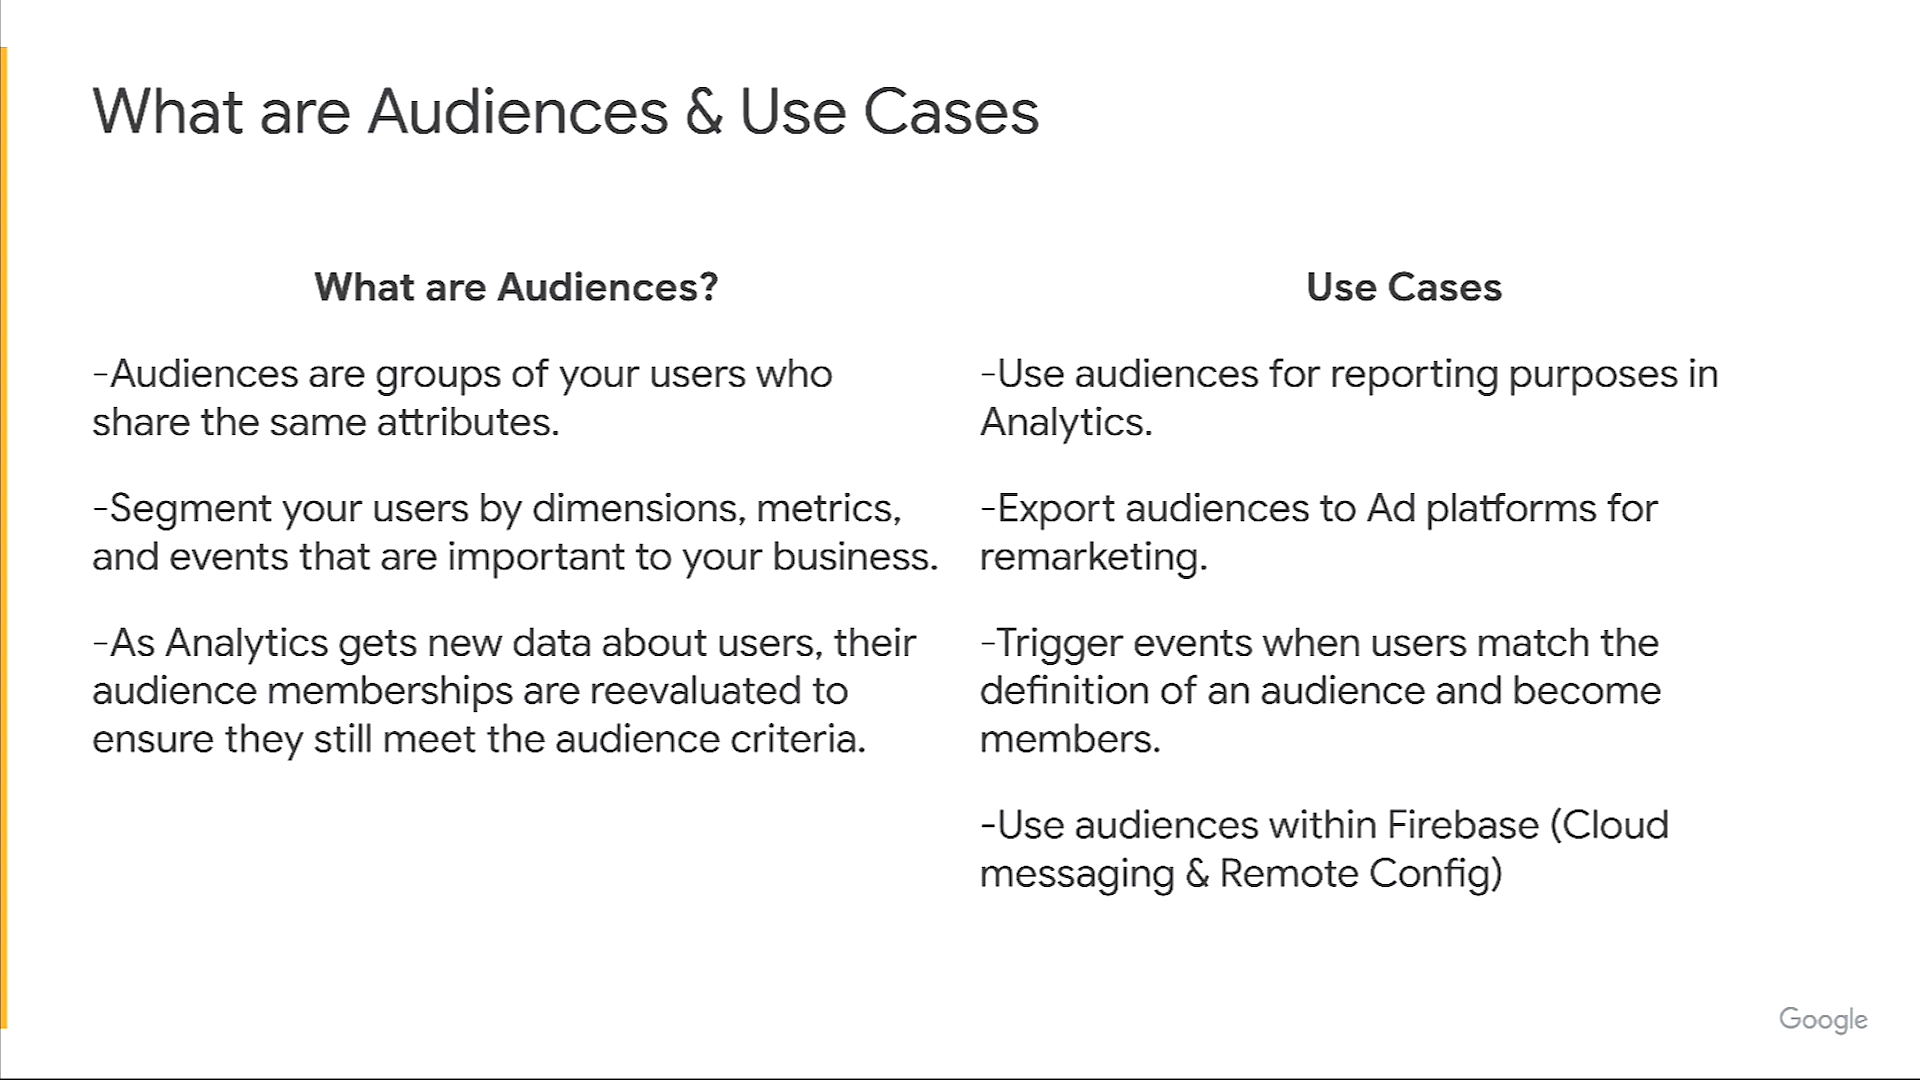 What are Audiences & Use Cases
What are Audiences?
-Audiences are groups of your users who
share the same attributes.
-Segment your users by dimensions, metrics,
and events that are important to your business.
-As Analytics gets new data about users, their
audience memberships are reevaluated to
ensure they still meet the audience criteria.
Use Cases
-Use audiences for reporting purposes in
Analytics.
-Export audiences to Ad platforms for
remarketing.
-Trigger events when users match the
definition of an audience and become
members.
-Use audiences within Firebase (Cloud
messaging & Remote Config)
Google